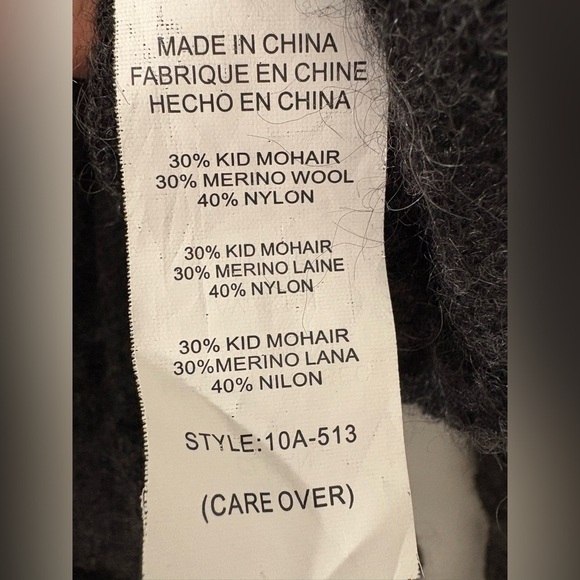 MADE IN CHINA
FABRIQUE EN CHINE
HECHO EN CHINA
30% KID MOHAIR
30% MERINO WOOL
40% NYLON
30% KID MOHAIR
30% MERINO LAINE
40% NYLON
30% KID MOHAIR
30%MERINO LANA
40% NILON
STYLE:10A-513
(CARE OVER)